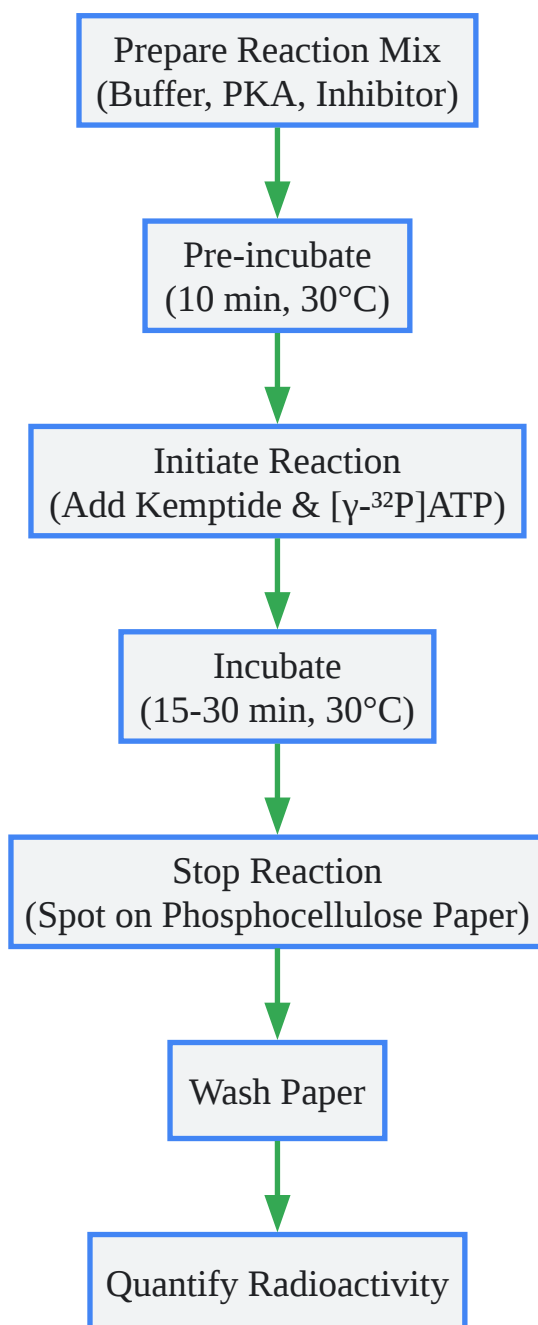 Prepare Reaction Mix
(Buffer, PKA, Inhibitor)
Pre-incubate
(10 min, 30°C)
Initiate Reaction
(Add Kemptide & [γ-³²P]ATP)
Incubate
(15-30 min, 30°C)
Stop Reaction
(Spot on Phosphocellulose Paper)
Wash Paper
Quantify Radioactivity